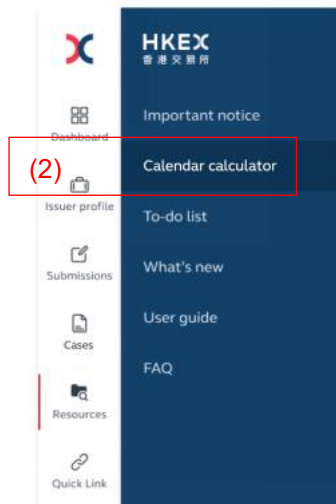 HKEX
香港交易所
Dashboard
(2)
Issuer profile
Submissions
Cases
Resources
Quick Link
Important notice
Calendar calculator
To-do list
What's new
User guide
FAQ